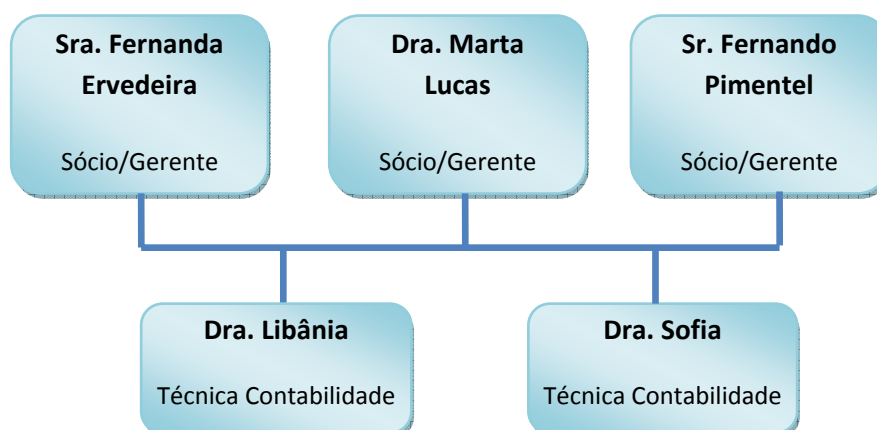 Sra. Fernanda
Ervedeira
Sócio/Gerente
Dra. Marta
Lucas
Sócio/Gerente
Sr. Fernando
Pimentel
Sócio/Gerente
Dra. Libânia
Técnica Contabilidade
Dra. Sofia
Técnica Contabilidade